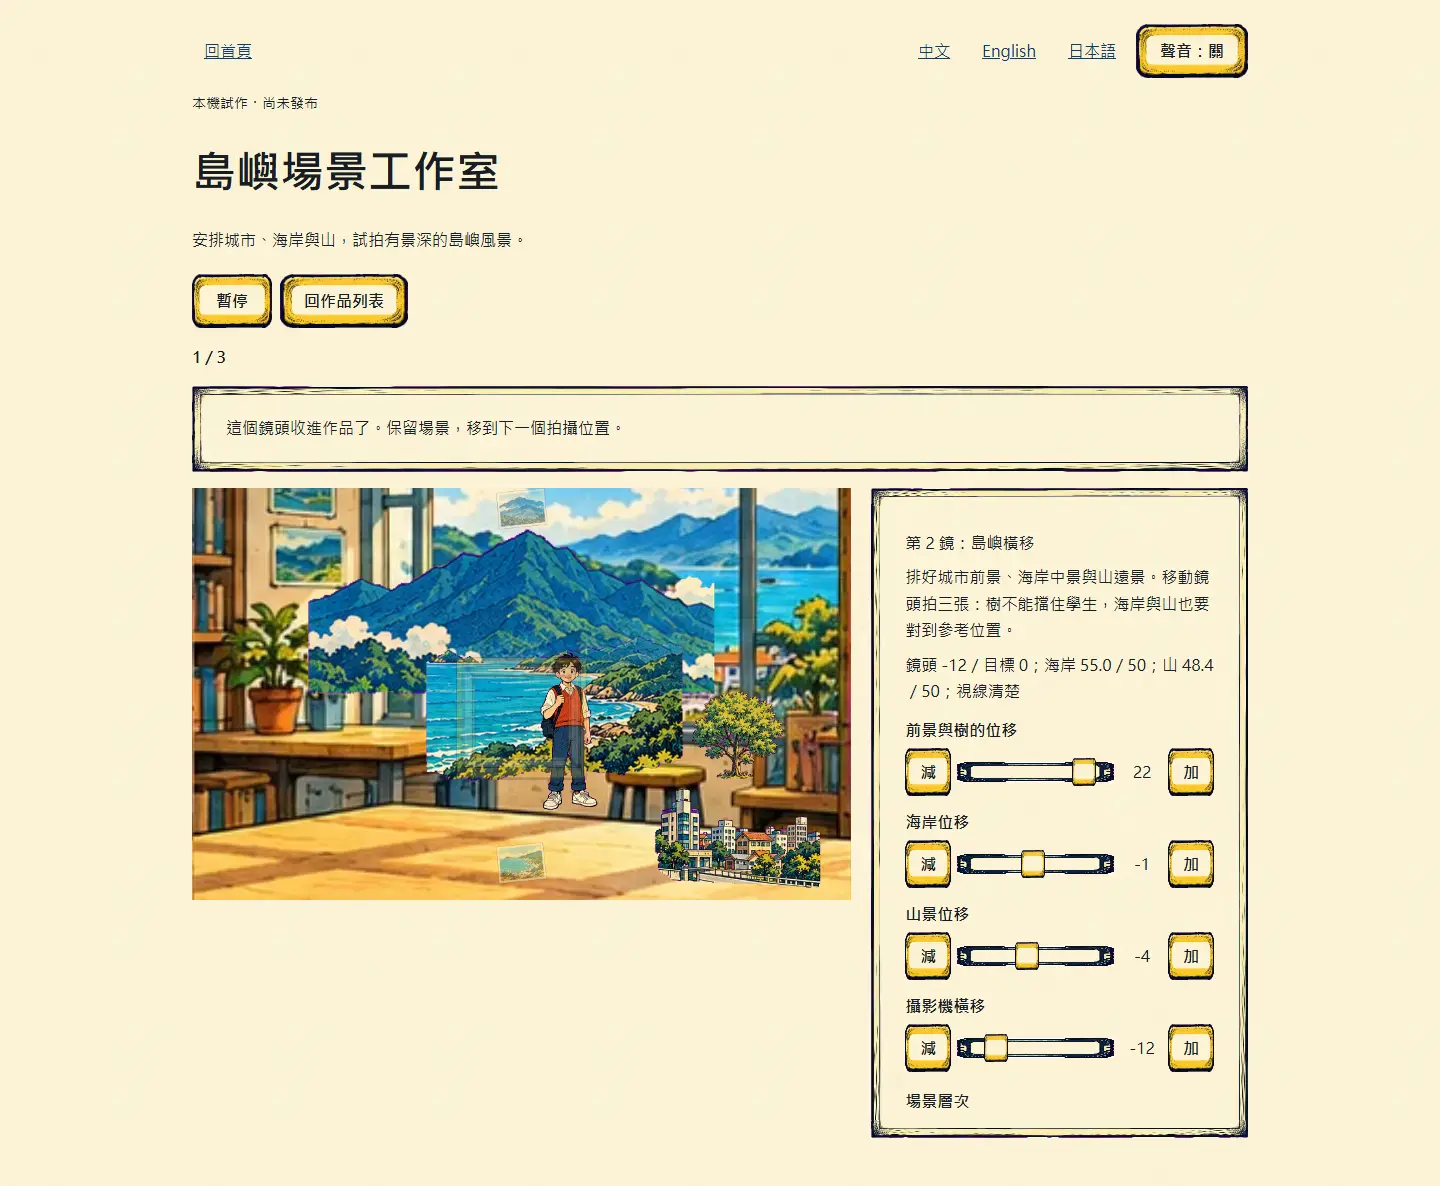 回首頁
中文
English
日本語
聲音：關
本機試作・尚未發布
島嶼場景工作室
安排城市、海岸與山，試拍有景深的島嶼風景。
暫停
回作品列表
1 / 3
這個鏡頭收進作品了。保留場景，移到下一個拍攝位置。
第 2 鏡：島嶼橫移
排好城市前景、海岸中景與山遠景。移動鏡
頭拍三張：樹不能擋住學生，海岸與山也要
對到參考位置。
鏡頭 -12 / 目標 0；海岸 55.0 / 50；山 48.4
/ 50；視線清楚
前景與樹的位移
減
22
加
海岸位移
減
-1
加
山景位移
減
-4
加
攝影機橫移
減
-12
加
場景層次